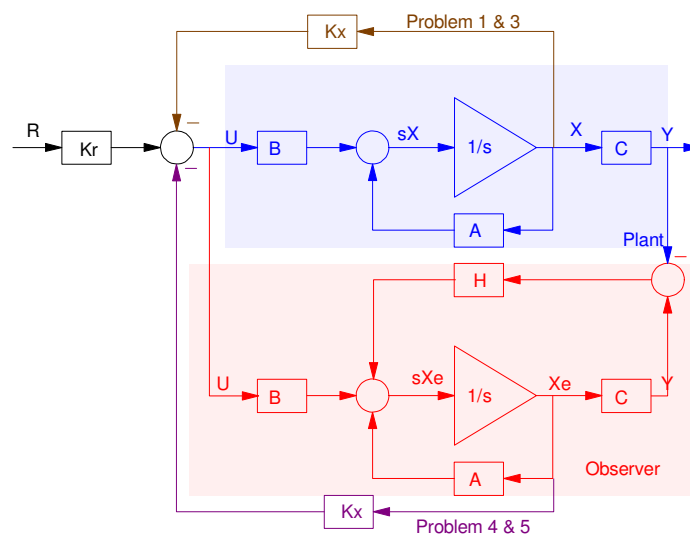 Kx
Problem 1 & 3
R
Kr
U
B
sX
1/s
X
C
Y
A
Plant
H
U
B
sXe
1/s
Xe
C
Y
A
Observer
Kx
Problem 4 & 5